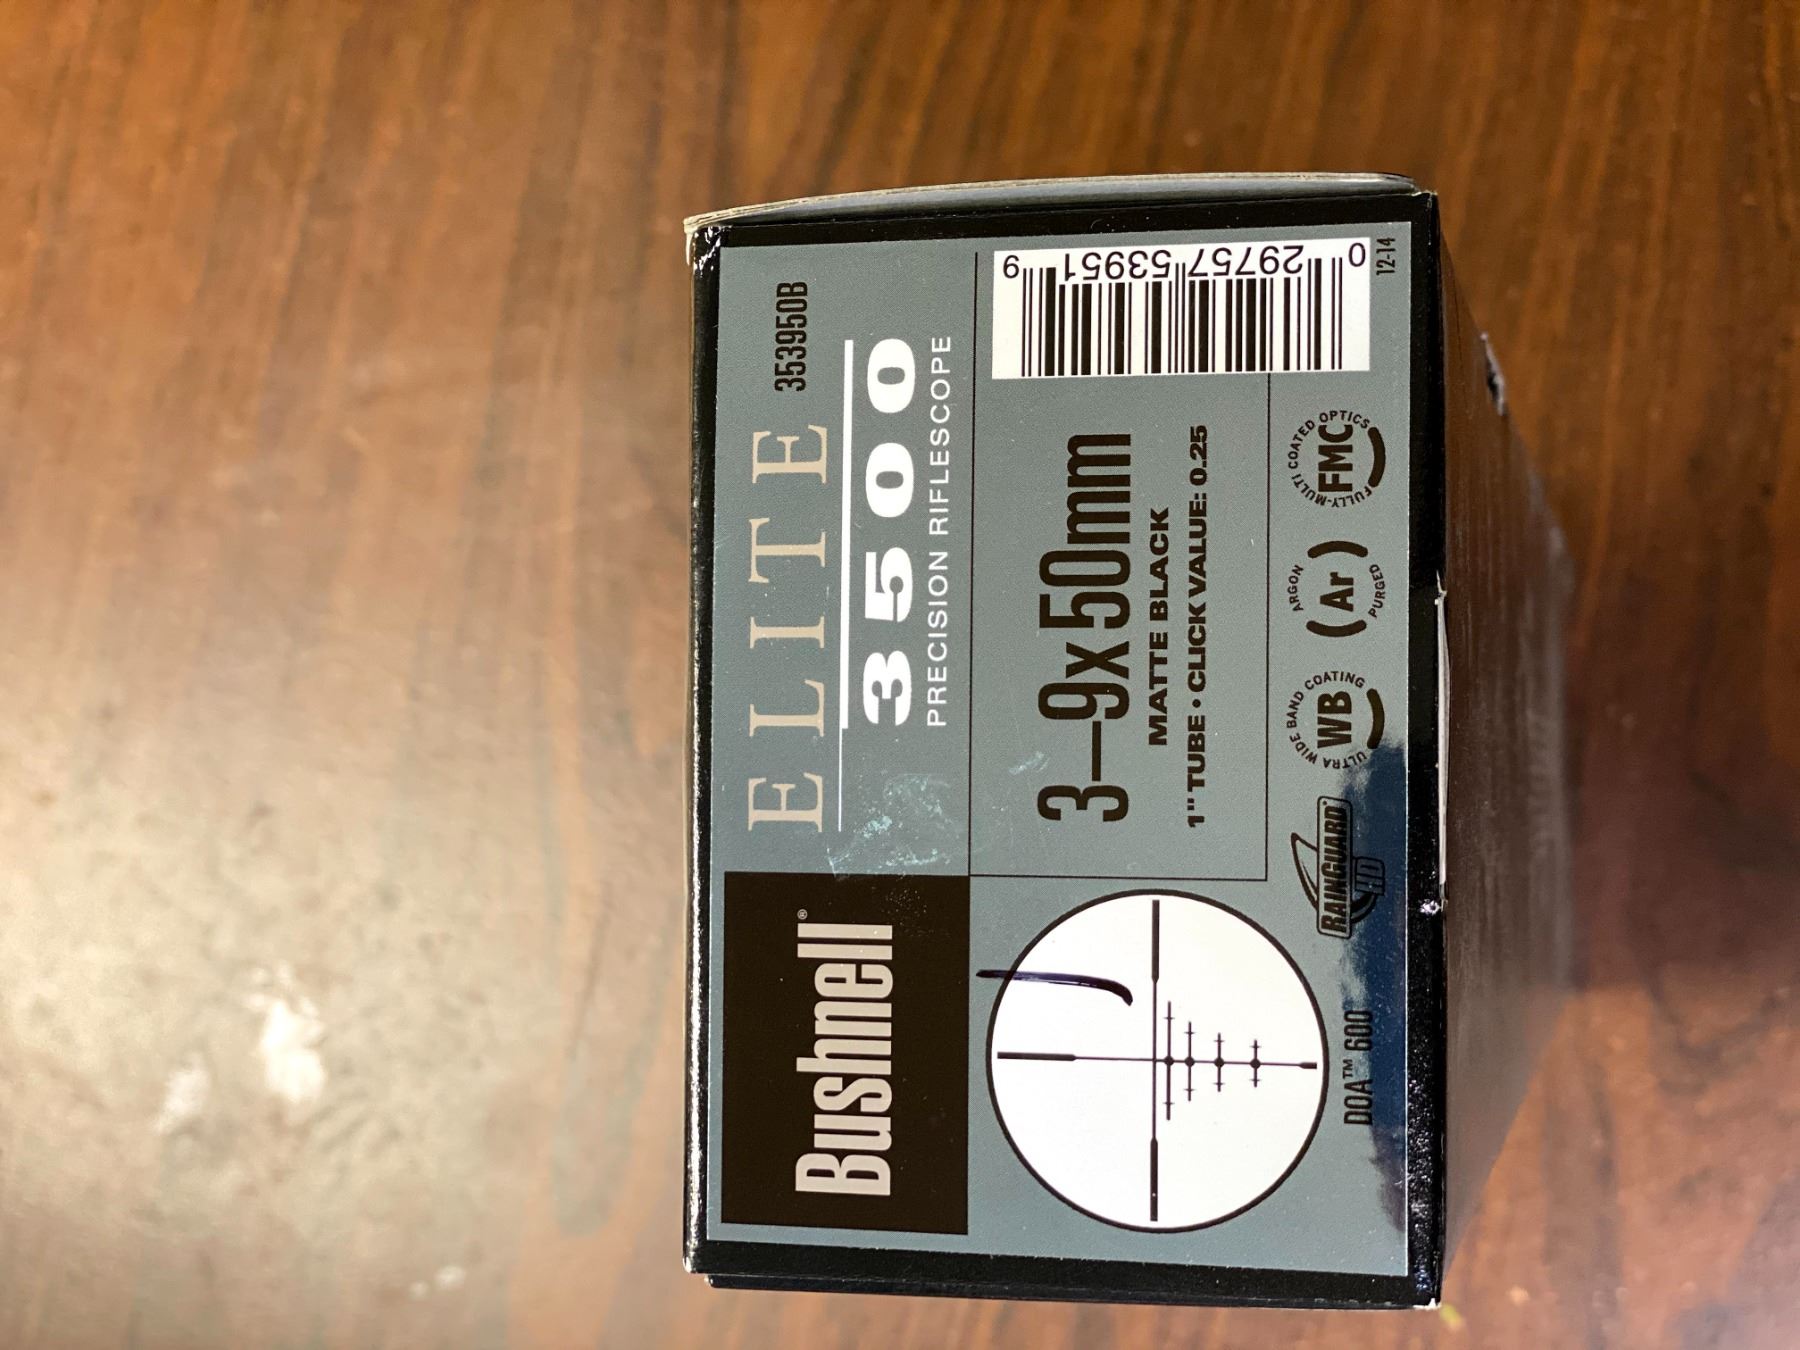 Bushnell®
ELITE 353950B
3500
PRECISION RIFLESCOPE
3–9x50mm
MATTE BLACK
1" TUBE • CLICK VALUE: 0.25
0 29757 53951 9
12-14
DOA™ 600
RAINGUARD® HD
ULTRA WIDE BAND COATING
WB
ARGON
(Ar)
PURGED
FULLY-MULTI COATED OPTICS
FMC